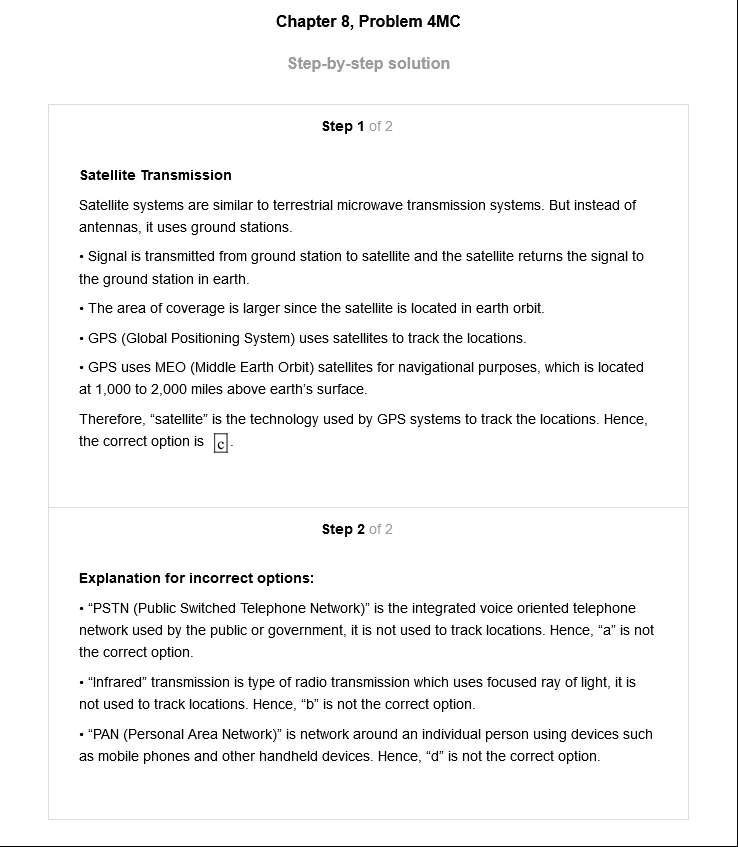 Chapter 8, Problem 4MC
Step-by-step solution
Step 1 of 2
Satellite Transmission
Satellite systems are similar to terrestrial microwave transmission systems. But instead of
antennas, it uses ground stations.
• Signal is transmitted from ground station to satellite and the satellite returns the signal to
the ground station in earth.
• The area of coverage is larger since the satellite is located in earth orbit.
• GPS (Global Positioning System) uses satellites to track the locations.
• GPS uses MEO (Middle Earth Orbit) satellites for navigational purposes, which is located
at 1,000 to 2,000 miles above earth’s surface.
Therefore, “satellite” is the technology used by GPS systems to track the locations. Hence,
the correct option is c.
Step 2 of 2
Explanation for incorrect options:
• “PSTN (Public Switched Telephone Network)” is the integrated voice oriented telephone
network used by the public or government, it is not used to track locations. Hence, “a” is not
the correct option.
• “Infrared” transmission is type of radio transmission which uses focused ray of light, it is
not used to track locations. Hence, “b” is not the correct option.
• “PAN (Personal Area Network)” is network around an individual person using devices such
as mobile phones and other handheld devices. Hence, “d” is not the correct option.